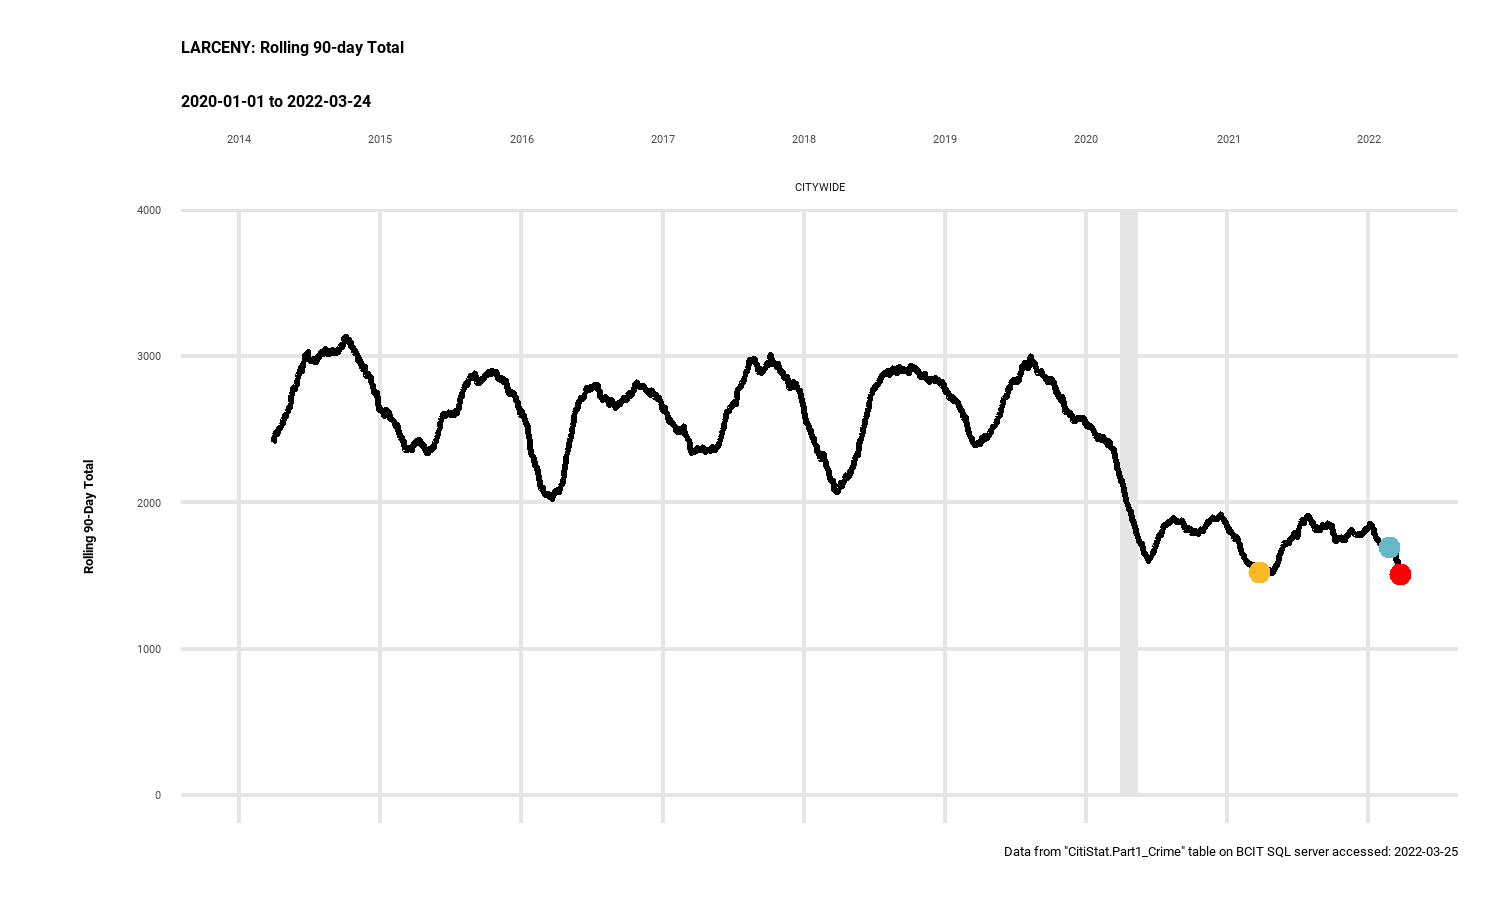 LARCENY: Rolling 90-day Total
2020-01-01 to 2022-03-24
2014 2015 2016 2017 2018 2019 2020 2021 2022
CITYWIDE
4000
3000
2000
1000
0
Rolling 90-Day Total
Data from "CitiStat.Part1_Crime" table on BCIT SQL server accessed: 2022-03-25